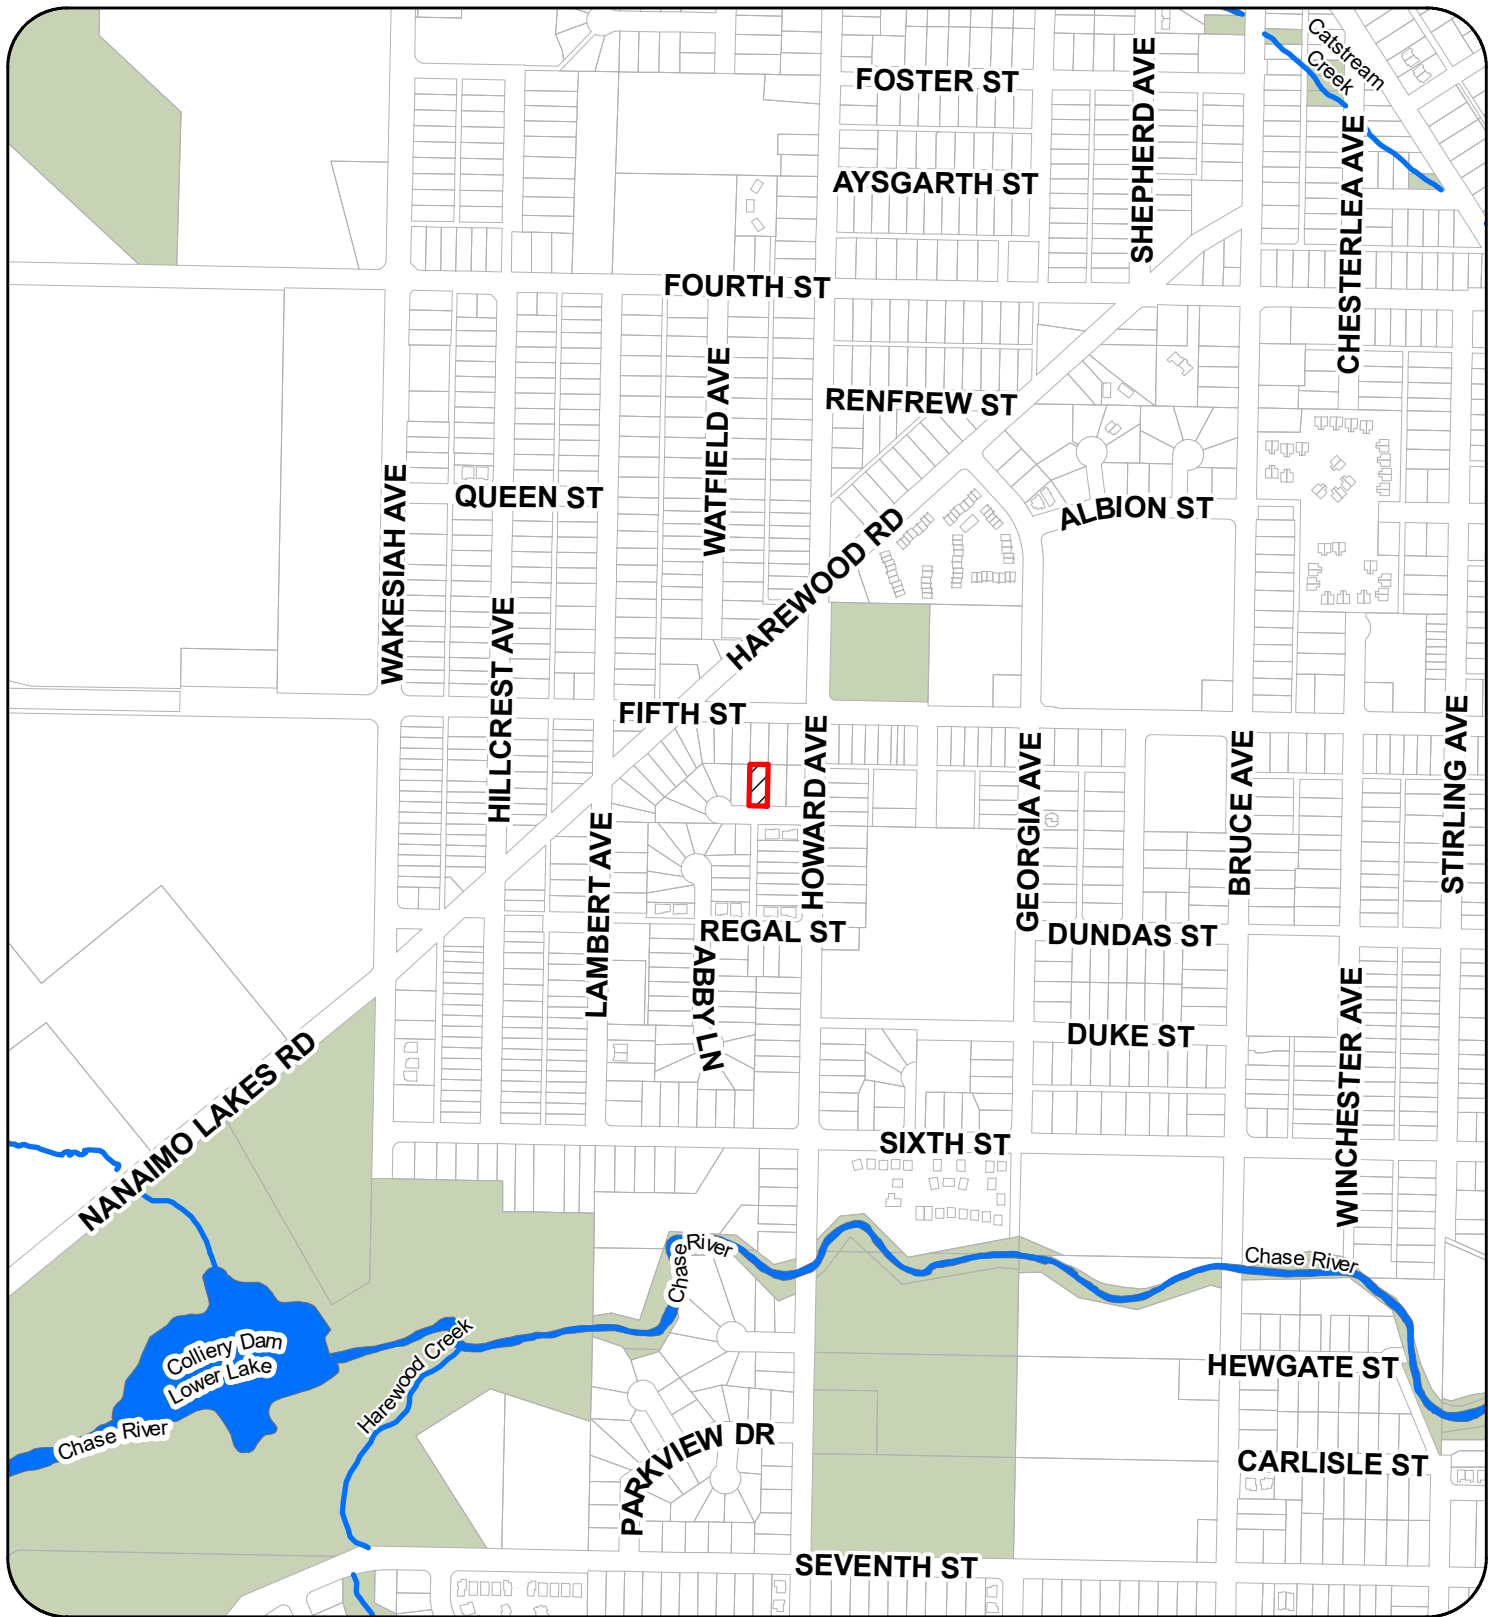 Catstream
Creek
FOSTER ST
SHEPHERD AVE
AYSGARTH ST
CHESTERLEA AVE
FOURTH ST
WATFIELD AVE
RENFREW ST
WAKESIAH AVE
QUEEN ST
HAREWOOD RD
ALBION ST
HILLCREST AVE
FIFTH ST
HOWARD AVE
GEORGIA AVE
BRUCE AVE
STIRLING AVE
LAMBERT AVE
REGAL ST
DUNDAS ST
ABBY LN
WINCHESTER AVE
DUKE ST
NANAIMO LAKES RD
SIXTH ST
Chase River
Chase River
Colliery Dam
Lower Lake
Harewood Creek
HEWGATE ST
Chase River
PARKVIEW DR
CARLISLE ST
SEVENTH ST